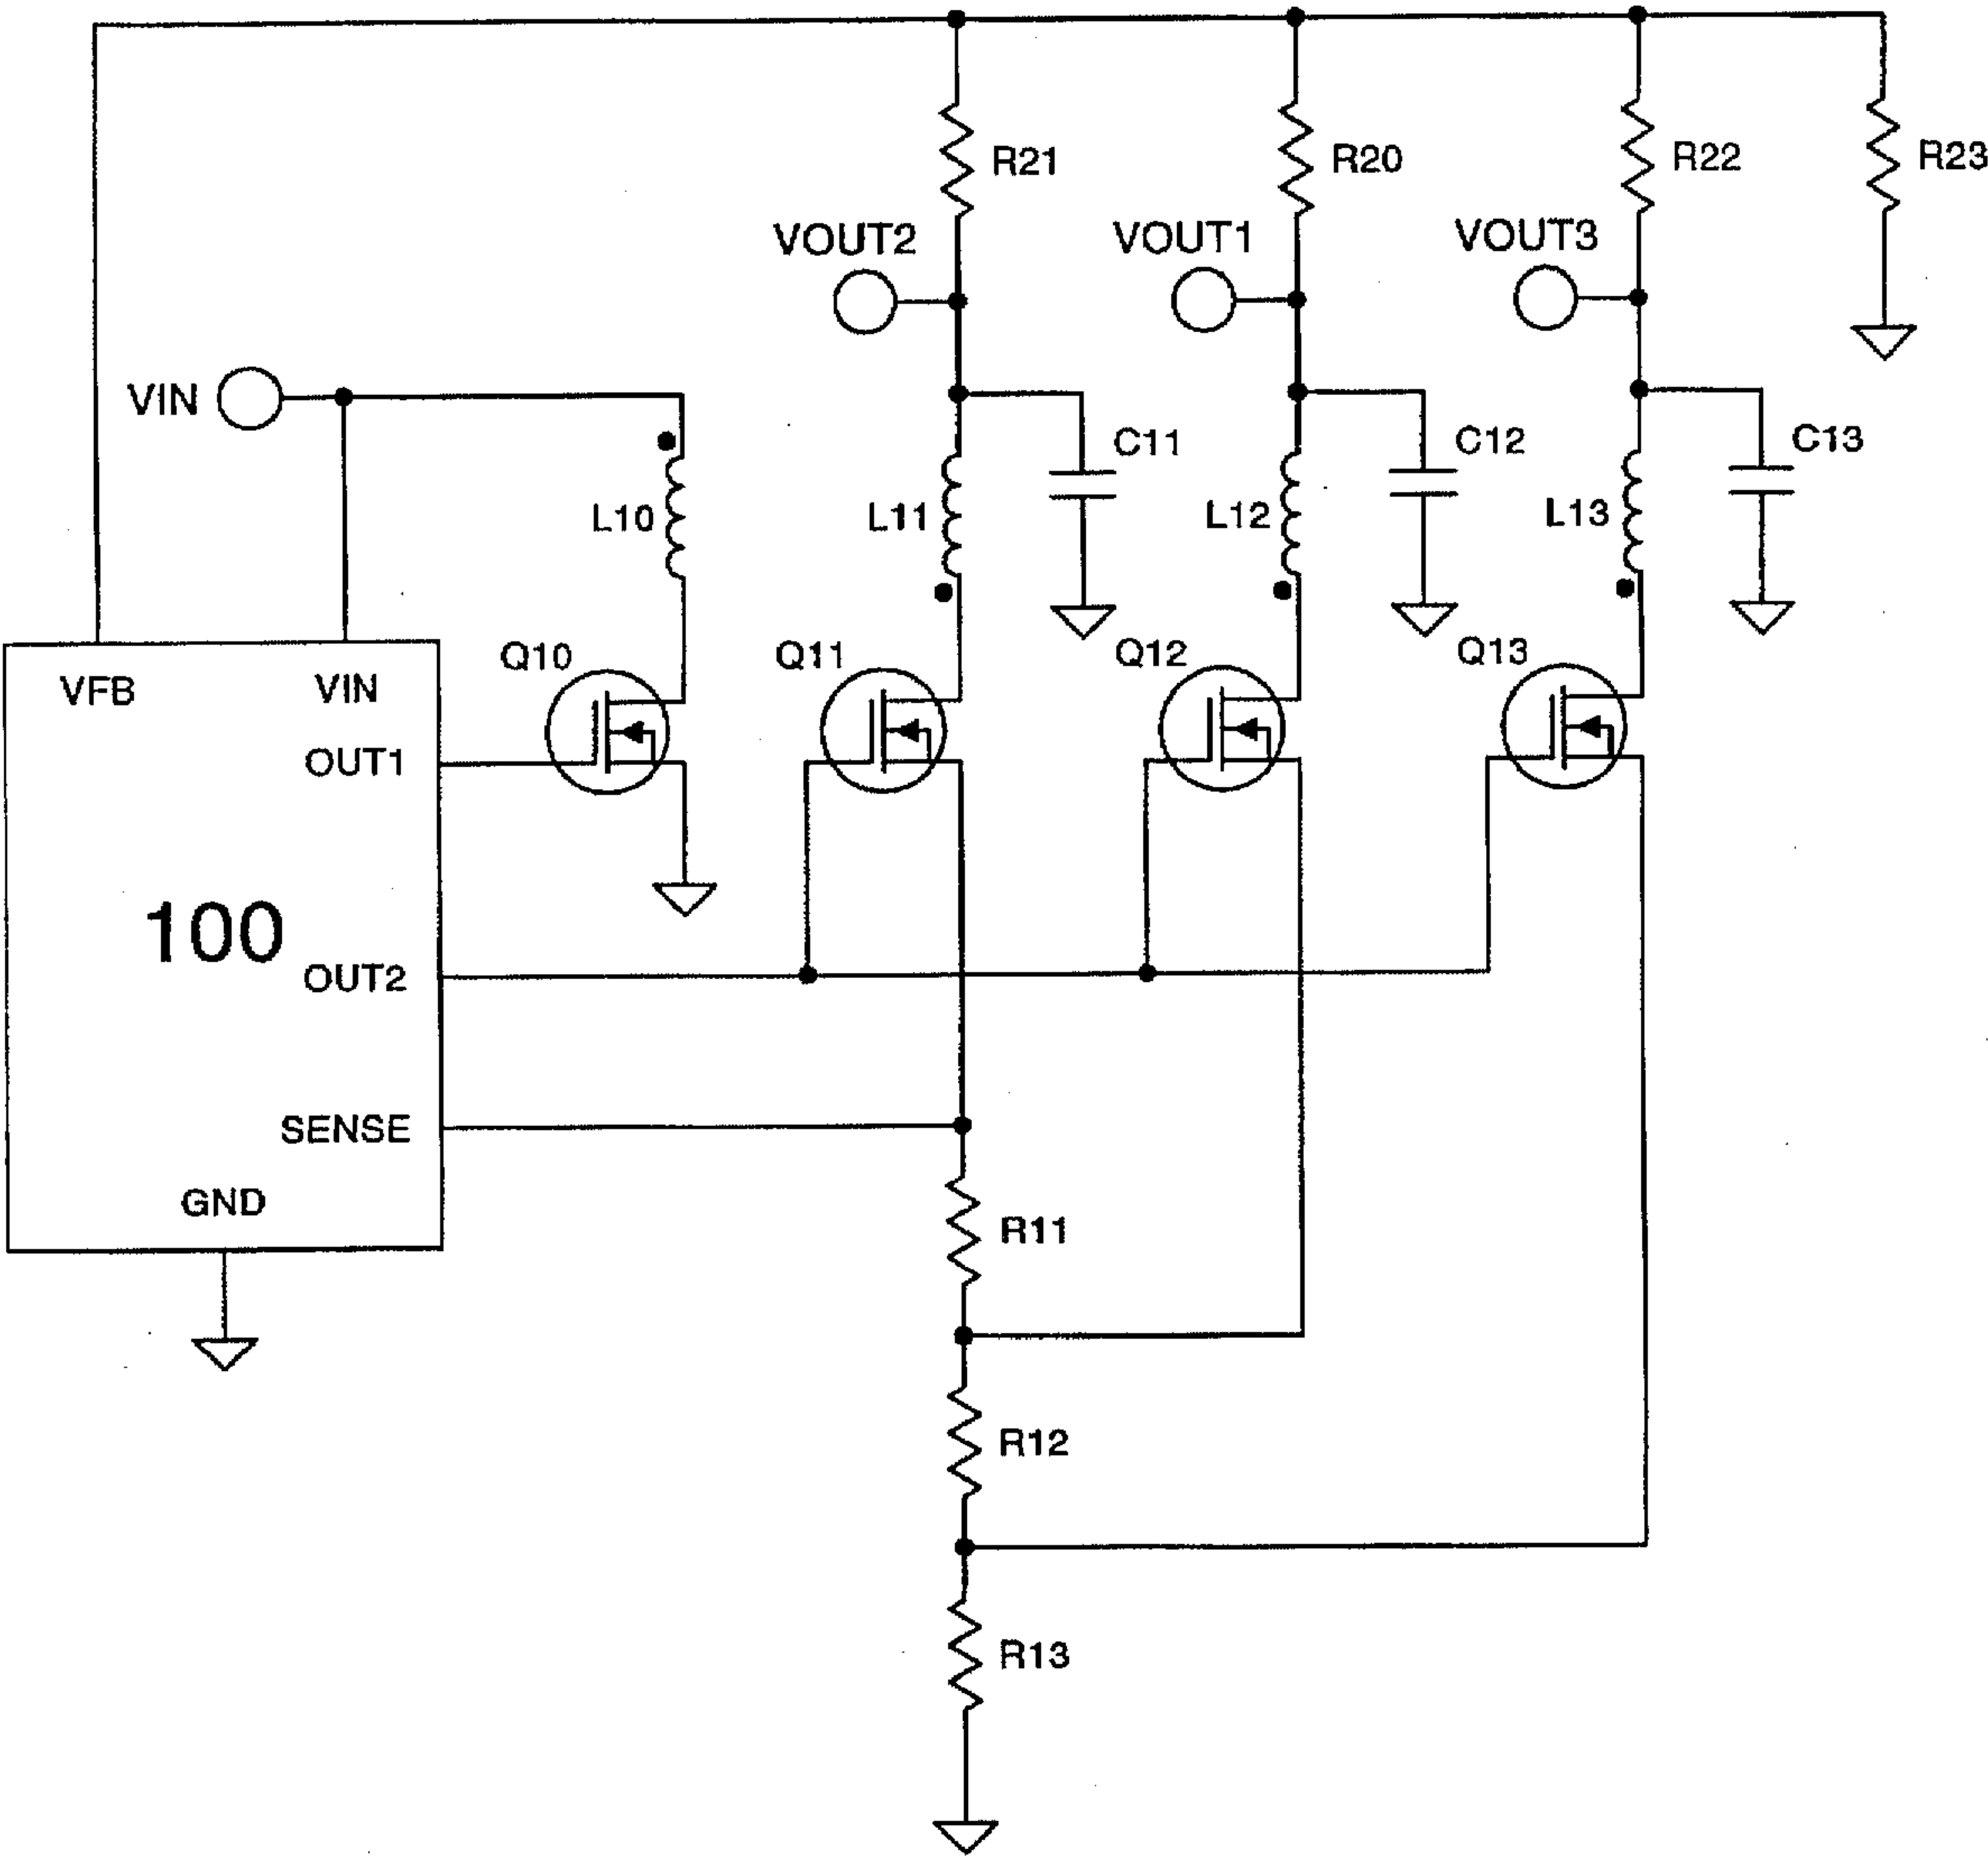 R21
R20
R22
R23
VOUT2
VOUT1
VOUT3
VIN
C11
C12
C13
L10
L11
L12
L13
Q10
Q11
Q12
Q13
VFB
VIN
OUT1
100
OUT2
SENSE
GND
R11
R12
R13